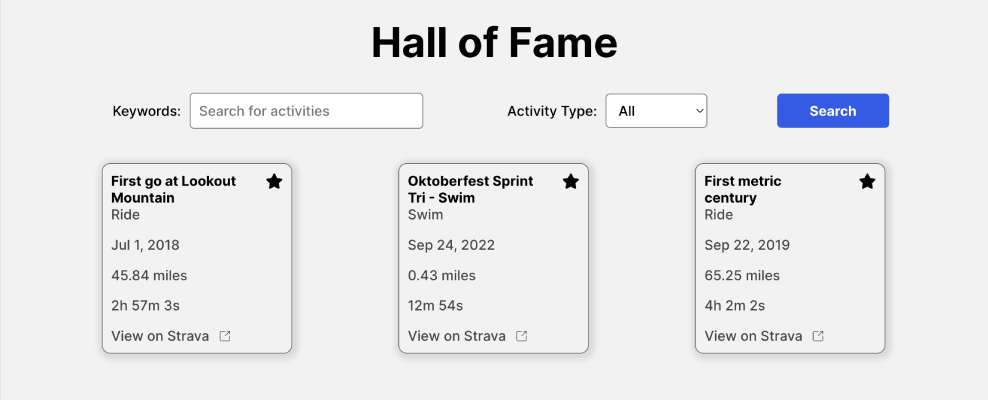 Hall of Fame
Keywords: Search for activities Activity Type: All Search
First go at Lookout
Mountain
Ride
Jul 1, 2018
45.84 miles
2h 57m 3s
View on Strava
Oktoberfest Sprint
Tri - Swim
Swim
Sep 24, 2022
0.43 miles
12m 54s
View on Strava
First metric
century
Ride
Sep 22, 2019
65.25 miles
4h 2m 2s
View on Strava